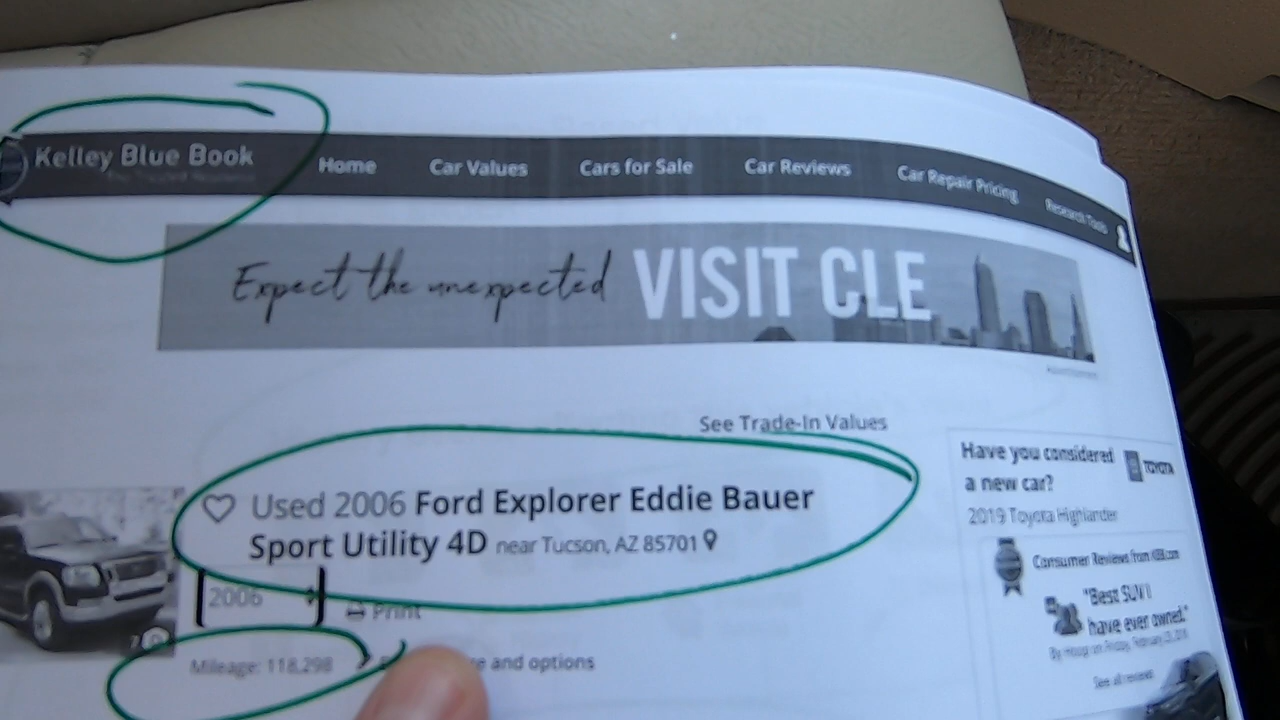 Kelley Blue Book
Home Car Values Cars for Sale Car Reviews Car Repair Pricing Research Tools
Expect the unexpected VISIT CLE
See Trade-In Values
Used 2006 Ford Explorer Eddie Bauer
Sport Utility 4D near Tucson, AZ 85701
2006
Print
Mileage: 118,298
and options
Have you considered
a new car?
TOYOTA
2019 Toyota Highlander
Consumer Reviews from KBB.com
"Best SUV I
have ever owned."
See all reviews